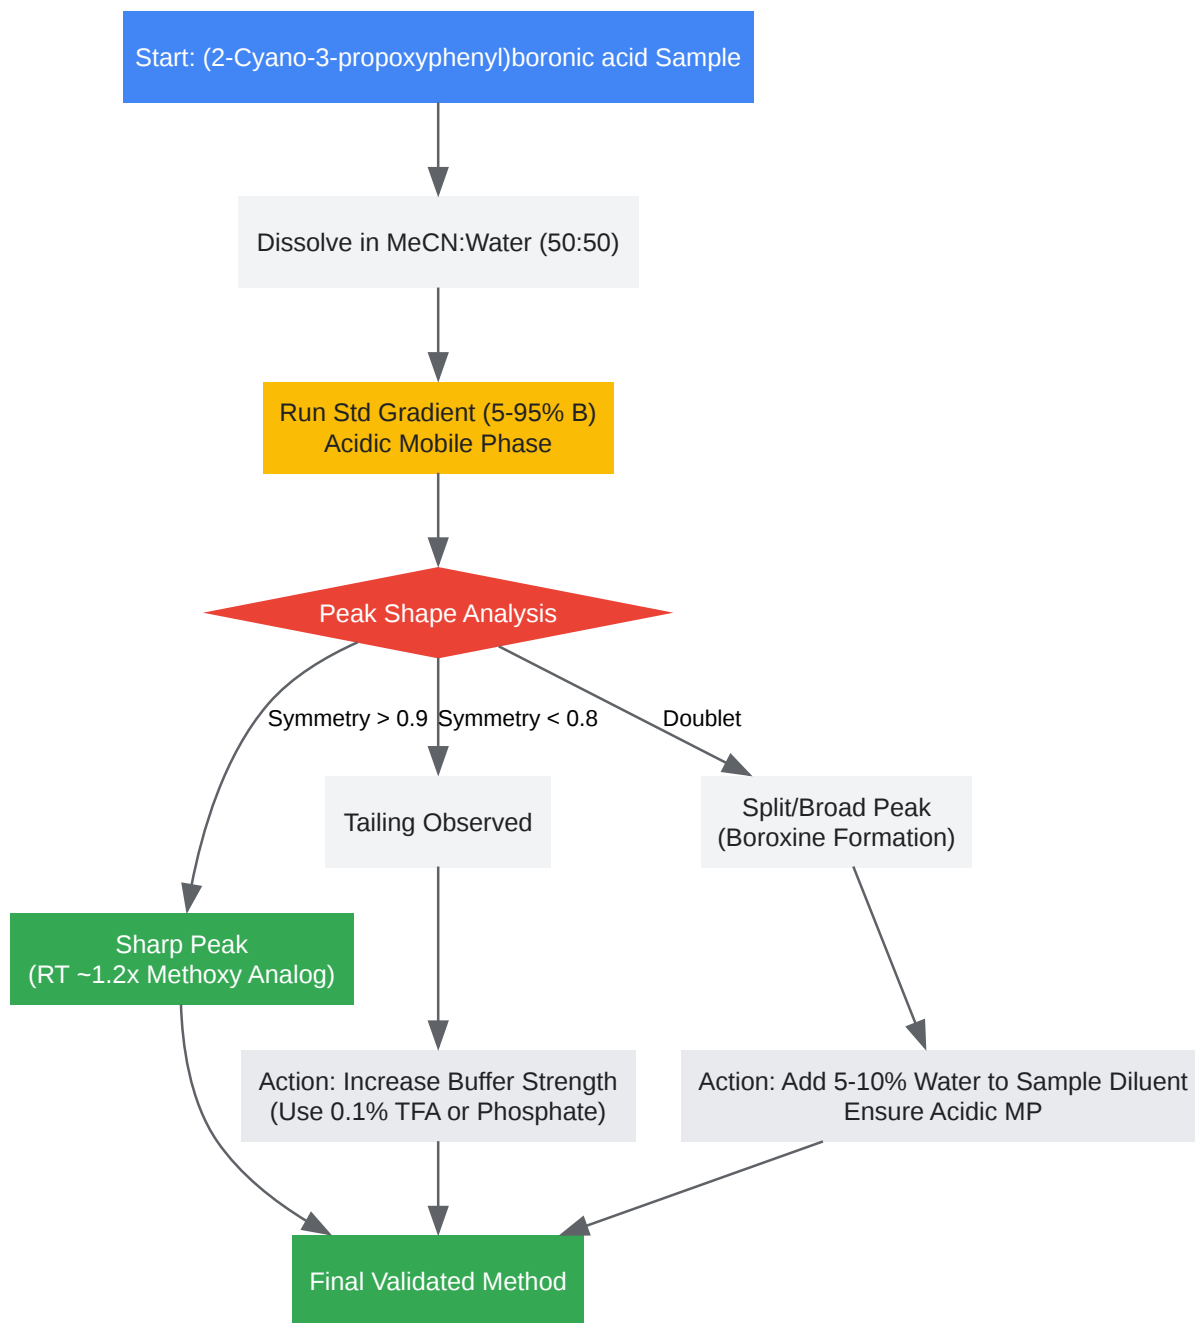 Start: (2-Cyano-3-propoxyphenyl)boronic acid Sample
Dissolve in MeCN:Water (50:50)
Run Std Gradient (5-95% B)
Acidic Mobile Phase
Peak Shape Analysis
Symmetry > 0.9
Symmetry < 0.8
Doublet
Tailing Observed
Split/Broad Peak
(Boroxine Formation)
Sharp Peak
(RT ~1.2x Methoxy Analog)
Action: Increase Buffer Strength
(Use 0.1% TFA or Phosphate)
Action: Add 5-10% Water to Sample Diluent
Ensure Acidic MP
Final Validated Method